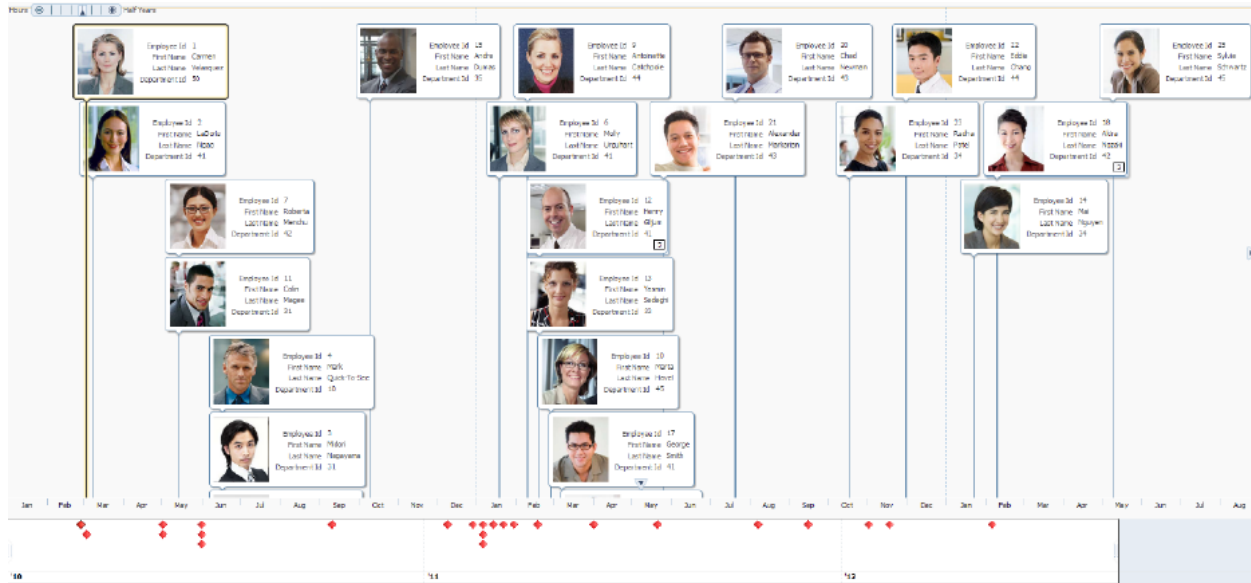 Hours Half Years
Employee Id 1
First Name Carmen
Last Name Velasquez
Department Id 50
Employee Id 15
First Name Andre
Last Name Dumas
Department Id 35
Employee Id 9
First Name Antoinette
Last Name Catchpole
Department Id 44
Employee Id 20
First Name Chad
Last Name Newman
Department Id 43
Employee Id 22
First Name Eddie
Last Name Chang
Department Id 44
Employee Id 25
First Name Sylvie
Last Name Schwartz
Department Id 45
Employee Id 2
First Name LaDoris
Last Name Ngao
Department Id 41
Employee Id 6
First Name Molly
Last Name Urquhart
Department Id 41
Employee Id 21
First Name Alexander
Last Name Markarian
Department Id 43
Employee Id 23
First Name Radha
Last Name Patel
Department Id 34
Employee Id 18
First Name Akira
Last Name Nozaki
Department Id 42
3
Employee Id 7
First Name Roberta
Last Name Menchu
Department Id 42
Employee Id 12
First Name Henry
Last Name Giljum
Department Id 41
Employee Id 14
First Name Mai
Last Name Nguyen
Department Id 34
Employee Id 11
First Name Colin
Last Name Magee
Department Id 31
Employee Id 13
First Name Yasmin
Last Name Sedeghi
Department Id 33
Employee Id 4
First Name Mark
Last Name Quick-To-See
Department Id 10
Employee Id 10
First Name Marta
Last Name Havel
Department Id 45
Employee Id 3
First Name Midori
Last Name Nagayama
Department Id 31
Employee Id 17
First Name George
Last Name Smith
Department Id 41
Jan Feb Mar Apr May Jun Jul Aug Sep Oct Nov Dec Jan Feb Mar Apr May Jun Jul Aug Sep Oct Nov Dec Jan Feb Mar Apr May Jun Jul Aug
'10 '11 '12